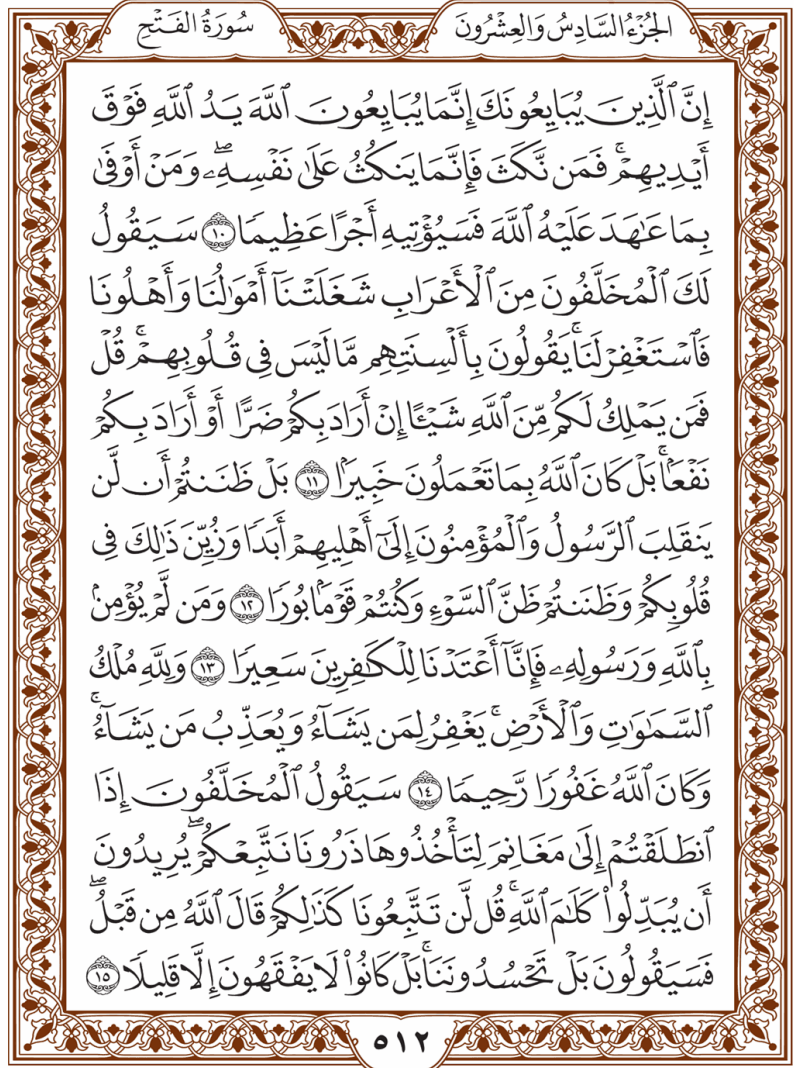 الجُزْءُ السَّادِسُ وَالعِشْرُونَ
سُورَةُ الفَتْحِ
إِنَّ ٱلَّذِينَ يُبَايِعُونَكَ إِنَّمَا يُبَايِعُونَ ٱللَّهَ يَدُ ٱللَّهِ فَوْقَ
أَيْدِيهِمْۚ فَمَن نَّكَثَ فَإِنَّمَا يَنكُثُ عَلَىٰ نَفْسِهِۦۖ وَمَنْ أَوْفَىٰ
بِمَا عَٰهَدَ عَلَيْهُ ٱللَّهَ فَسَيُؤْتِيهِ أَجْرًا عَظِيمًا ١٠ سَيَقُولُ
لَكَ ٱلْمُخَلَّفُونَ مِنَ ٱلْأَعْرَابِ شَغَلَتْنَآ أَمْوَٰلُنَا وَأَهْلُونَا
فَٱسْتَغْفِرْ لَنَاۚ يَقُولُونَ بِأَلْسِنَتِهِم مَّا لَيْسَ فِى قُلُوبِهِمْۚ قُلْ
فَمَن يَمْلِكُ لَكُم مِّنَ ٱللَّهِ شَيْـًٔا إِنْ أَرَادَ بِكُمْ ضَرًّا أَوْ أَرَادَ بِكُمْ
نَفْعَۢاۚ بَلْ كَانَ ٱللَّهُ بِمَا تَعْمَلُونَ خَبِيرَۢا ١١ بَلْ ظَنَنتُمْ أَن لَّن
يَنقَلِبَ ٱلرَّسُولُ وَٱلْمُؤْمِنُونَ إِلَىٰٓ أَهْلِيهِمْ أَبَدًا وَزُيِّنَ ذَٰلِكَ فِى
قُلُوبِكُمْ وَظَنَنتُمْ ظَنَّ ٱلسَّوْءِ وَكُنتُمْ قَوْمَۢا بُورًا ١٢ وَمَن لَّمْ يُؤْمِنۢ
بِٱللَّهِ وَرَسُولِهِۦ فَإِنَّآ أَعْتَدْنَا لِلْكَٰفِرِينَ سَعِيرًا ١٣ وَلِلَّهِ مُلْكُ
ٱلسَّمَٰوَٰتِ وَٱلْأَرْضِۚ يَغْفِرُ لِمَن يَشَآءُ وَيُعَذِّبُ مَن يَشَآءُۚ
وَكَانَ ٱللَّهُ غَفُورًا رَّحِيمًا ١٤ سَيَقُولُ ٱلْمُخَلَّفُونَ إِذَا
ٱنطَلَقْتُمْ إِلَىٰ مَغَانِمَ لِتَأْخُذُوهَا ذَرُونَا نَتَّبِعْكُمْۖ يُرِيدُونَ
أَن يُبَدِّلُوا۟ كَلَٰمَ ٱللَّهِۚ قُل لَّن تَتَّبِعُونَا كَذَٰلِكُمْ قَالَ ٱللَّهُ مِن قَبْلُۖ
فَسَيَقُولُونَ بَلْ تَحْسُدُونَنَاۚ بَلْ كَانُوا۟ لَا يَفْقَهُونَ إِلَّا قَلِيلًا ١٥
٥١٢